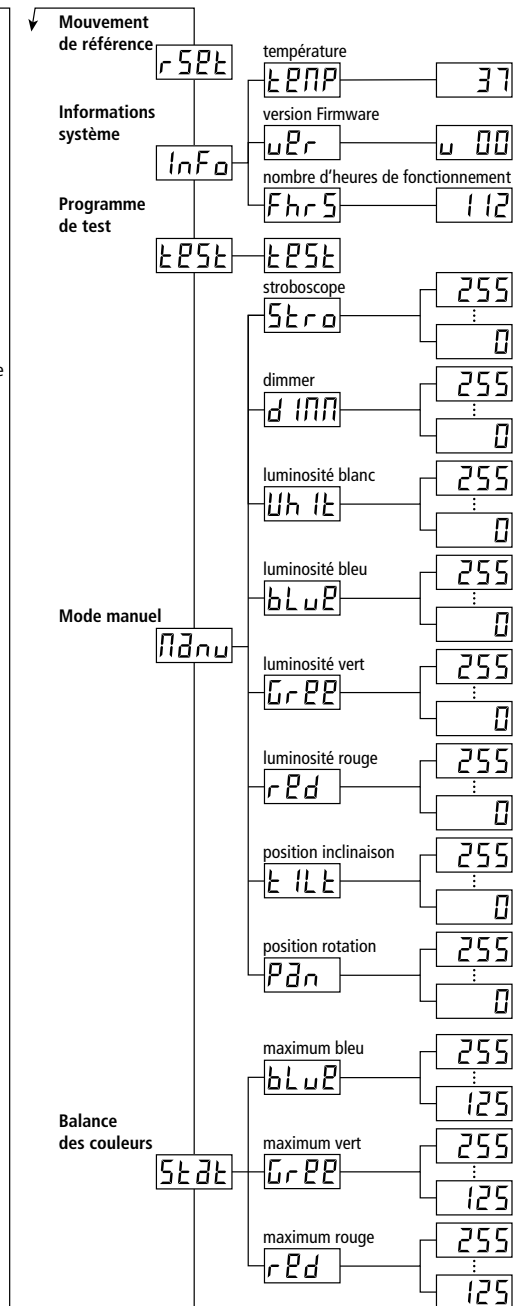 Mouvement
de référence
rSEt
Informations
système
InFo
température
tEMP
37
version Firmware
uEr
u 00
nombre d'heures de fonctionnement
FhrS
112
Programme
de test
tESt
tESt
Mode manuel
Manu
stroboscope
Stro
255
0
dimmer
dIMM
255
0
luminosité blanc
WhIt
255
0
luminosité bleu
bLuE
255
0
luminosité vert
GrEE
255
0
luminosité rouge
rEd
255
0
position inclinaison
tILt
255
0
position rotation
Pan
255
0
Balance
des couleurs
Stat
maximum bleu
bLuE
255
125
maximum vert
GrEE
255
125
maximum rouge
rEd
255
125
e